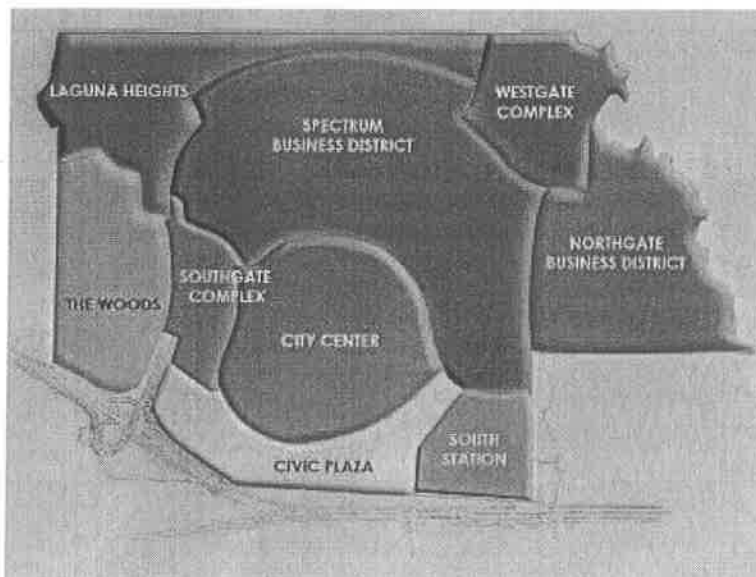 LAGUNA HEIGHTS
WESTGATE
COMPLEX
SPECTRUM
BUSINESS DISTRICT
NORTHGATE
BUSINESS DISTRICT
SOUTHGATE
COMPLEX
THE WOODS
CITY CENTER
SOUTH
STATION
CIVIC PLAZA